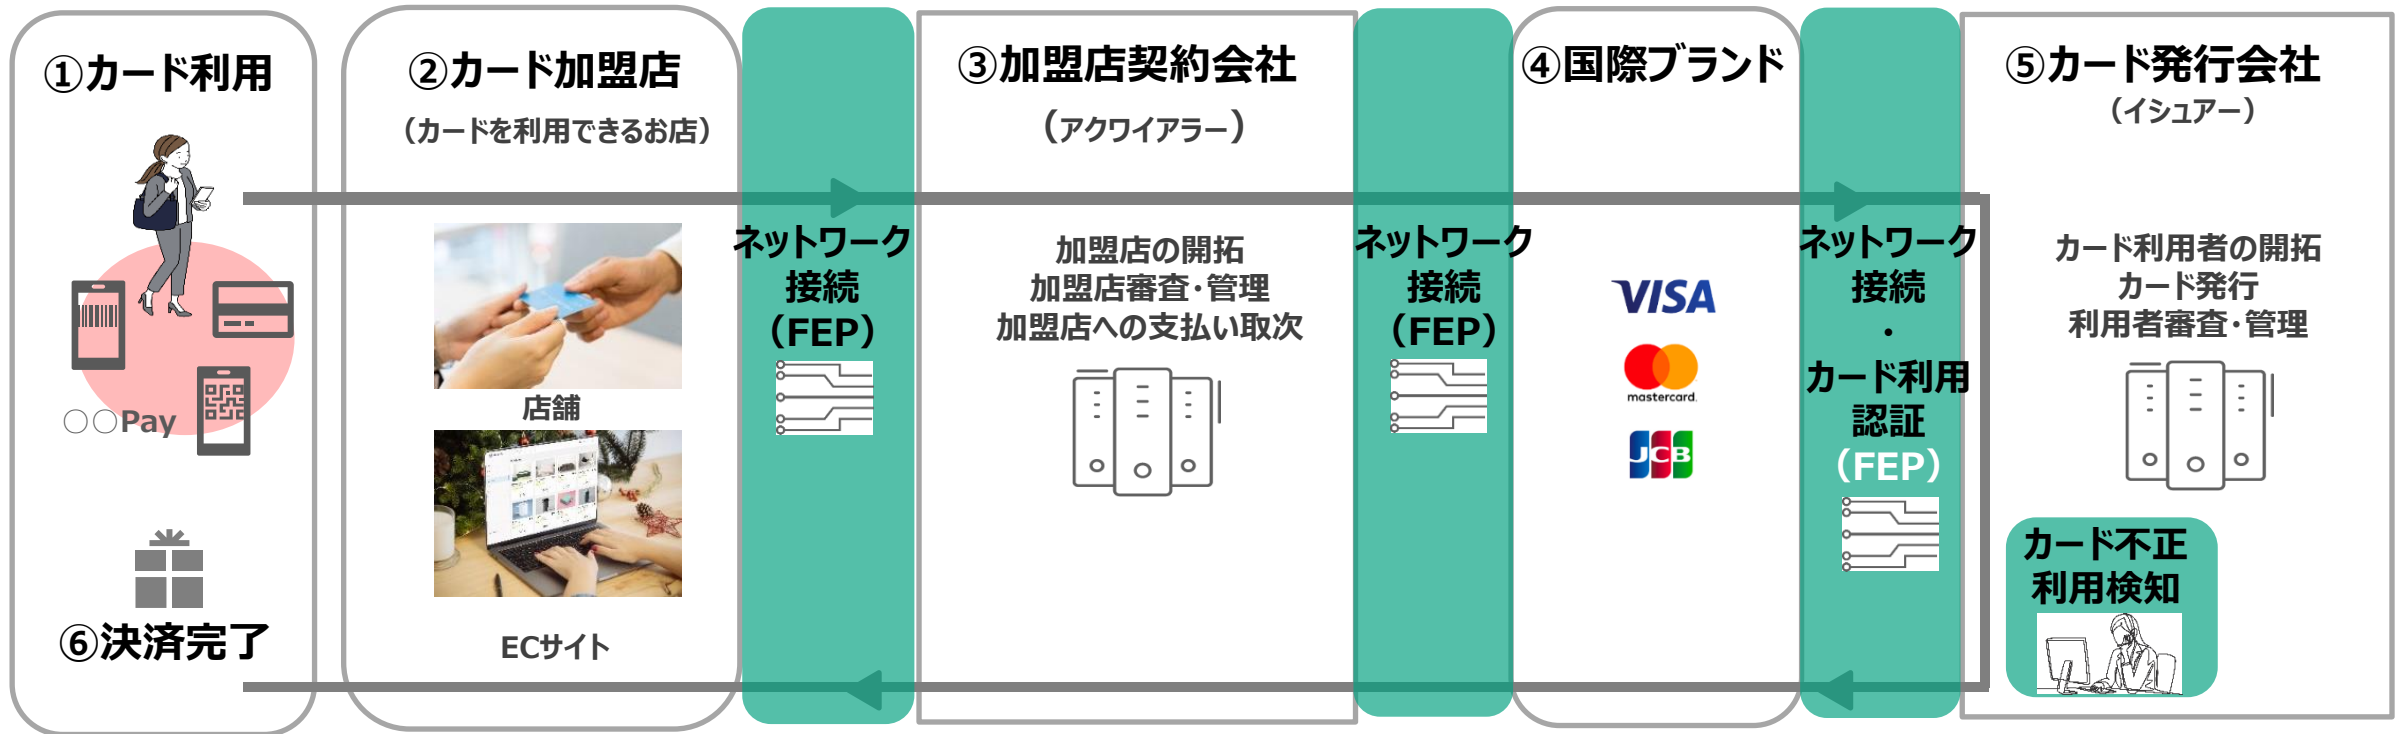 ①カード利用
○○Pay
⑥決済完了
②カード加盟店
（カードを利用できるお店）
店舗
ECサイト
ネットワーク
接続
（FEP）
③加盟店契約会社
（アクワイアラー）
加盟店の開拓
加盟店審査・管理
加盟店への支払い取次
ネットワーク
接続
（FEP）
④国際ブランド
VISA
mastercard.
JCB
ネットワーク
接続
・
カード利用
認証
（FEP）
⑤カード発行会社
（イシュアー）
カード利用者の開拓
カード発行
利用者審査・管理
カード不正
利用検知